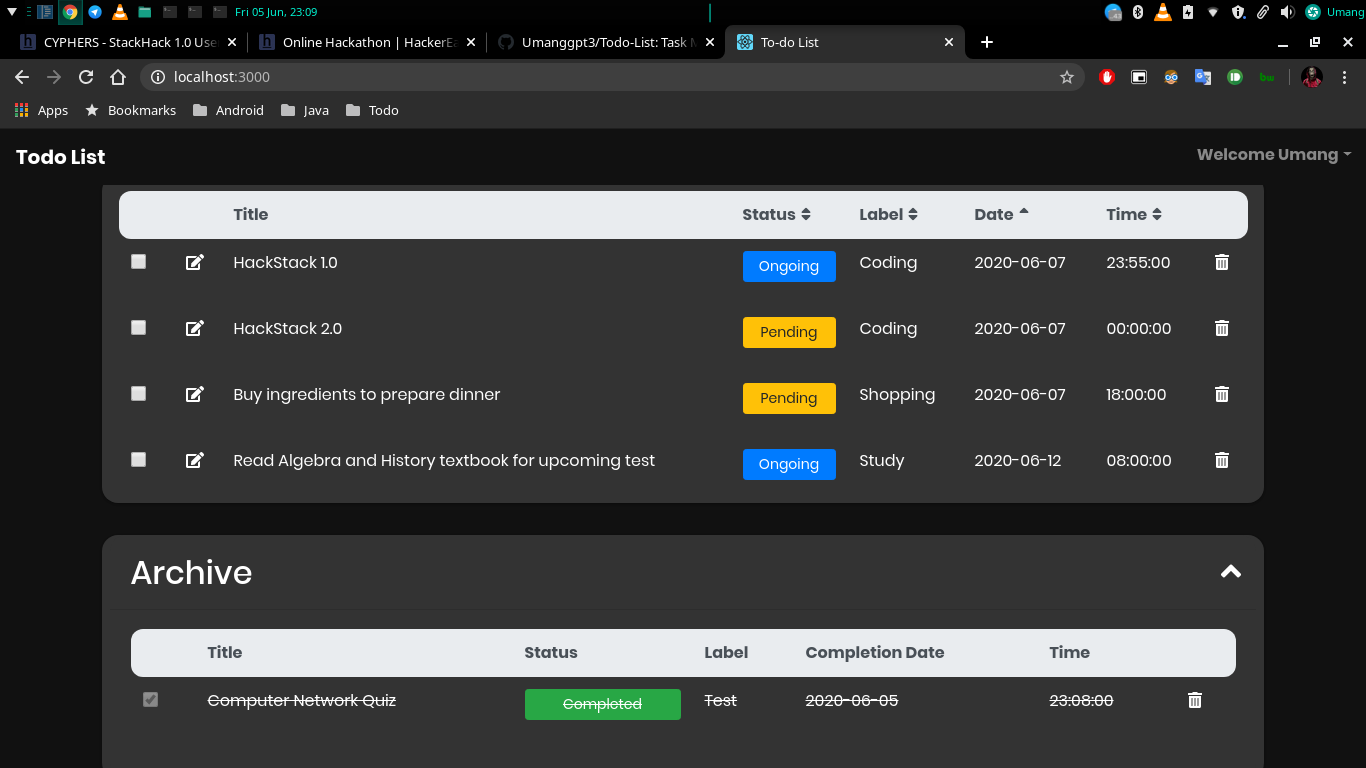 Fri 05 Jun, 23:09 Umang
CYPHERS - StackHack 1.0 Use Online Hackathon | HackerEa Umanggpt3/Todo-List: Task M To-do List
localhost:3000
Apps Bookmarks Android Java Todo
Todo List Welcome Umang
Title Status Label Date Time
HackStack 1.0 Ongoing Coding 2020-06-07 23:55:00
HackStack 2.0 Pending Coding 2020-06-07 00:00:00
Buy ingredients to prepare dinner Pending Shopping 2020-06-07 18:00:00
Read Algebra and History textbook for upcoming test Ongoing Study 2020-06-12 08:00:00
Archive
Title Status Label Completion Date Time
Computer Network Quiz Completed Test 2020-06-05 23:08:00